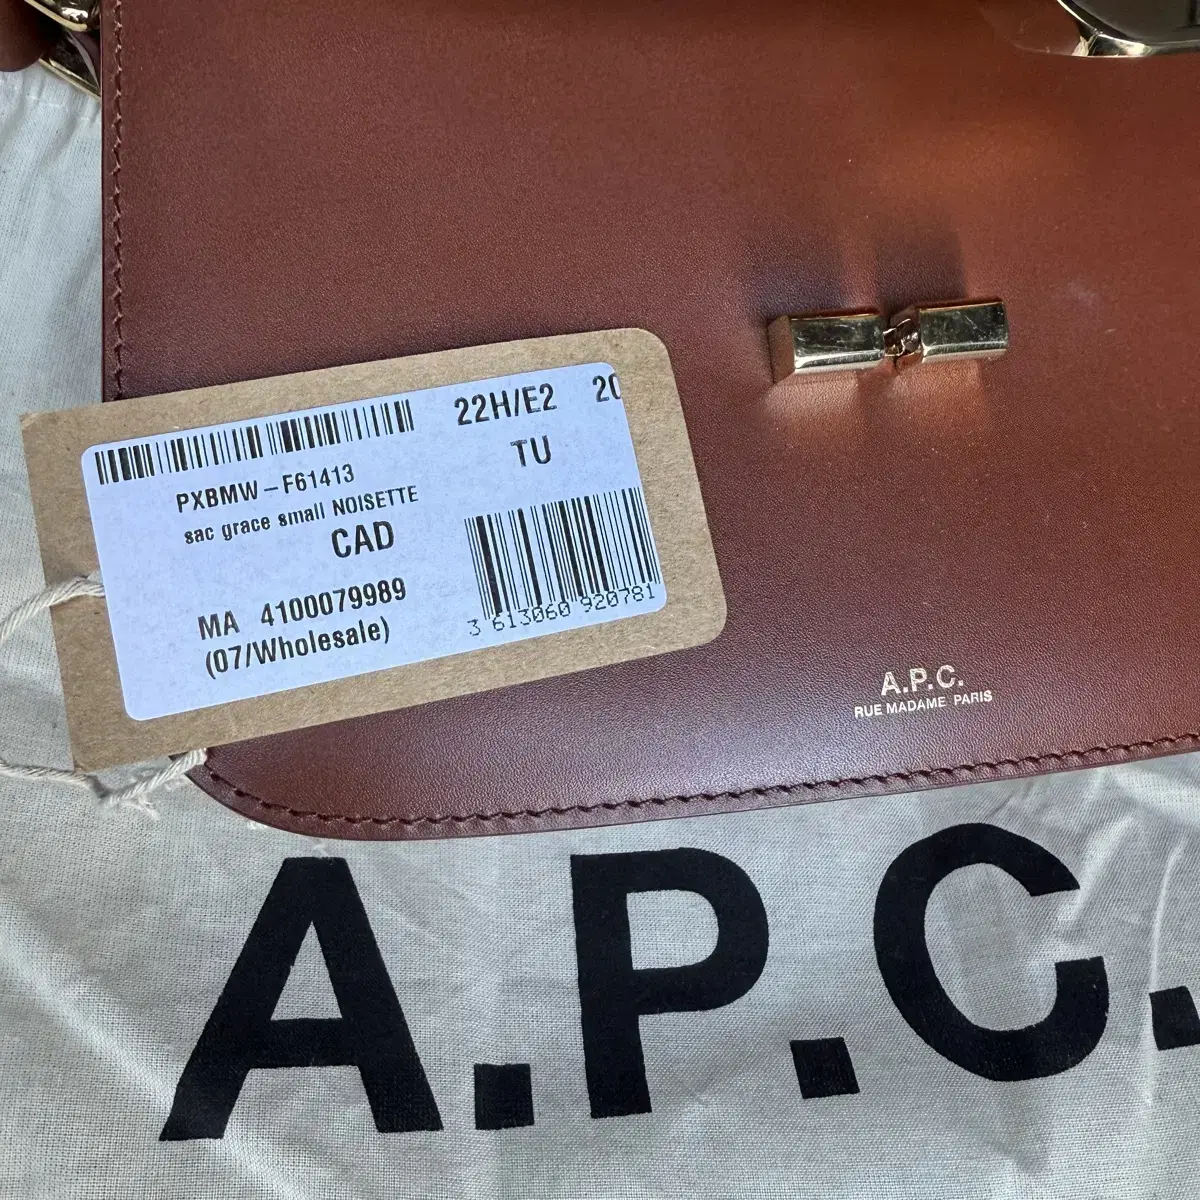 22H/E2 20
TU
PXBMW-F61413
sac grace small NOISETTE
CAD
MA 4100079989
(07/Wholesale)
3 613060 920781
A.P.C.
RUE MADAME PARIS
A.P.C.